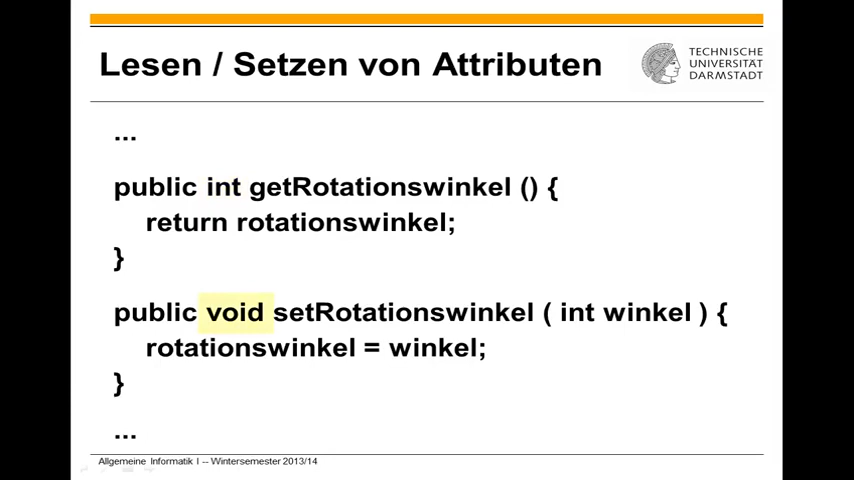 Lesen / Setzen von Attributen
TECHNISCHE
UNIVERSITÄT
DARMSTADT
...
public int getRotationswinkel () {
return rotationswinkel;
}
public void setRotationswinkel ( int winkel ) {
rotationswinkel = winkel;
}
...
Allgemeine Informatik I -- Wintersemester 2013/14